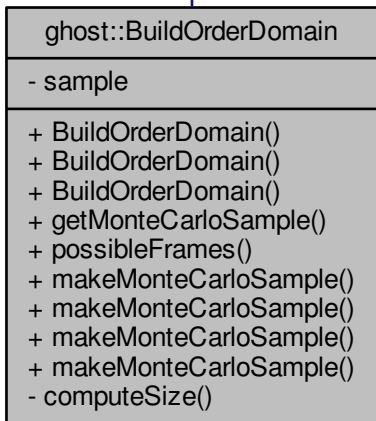 ghost::BuildOrderDomain
- sample
+ BuildOrderDomain()
+ BuildOrderDomain()
+ BuildOrderDomain()
+ getMonteCarloSample()
+ possibleFrames()
+ makeMonteCarloSample()
+ makeMonteCarloSample()
+ makeMonteCarloSample()
+ makeMonteCarloSample()
- computeSize()